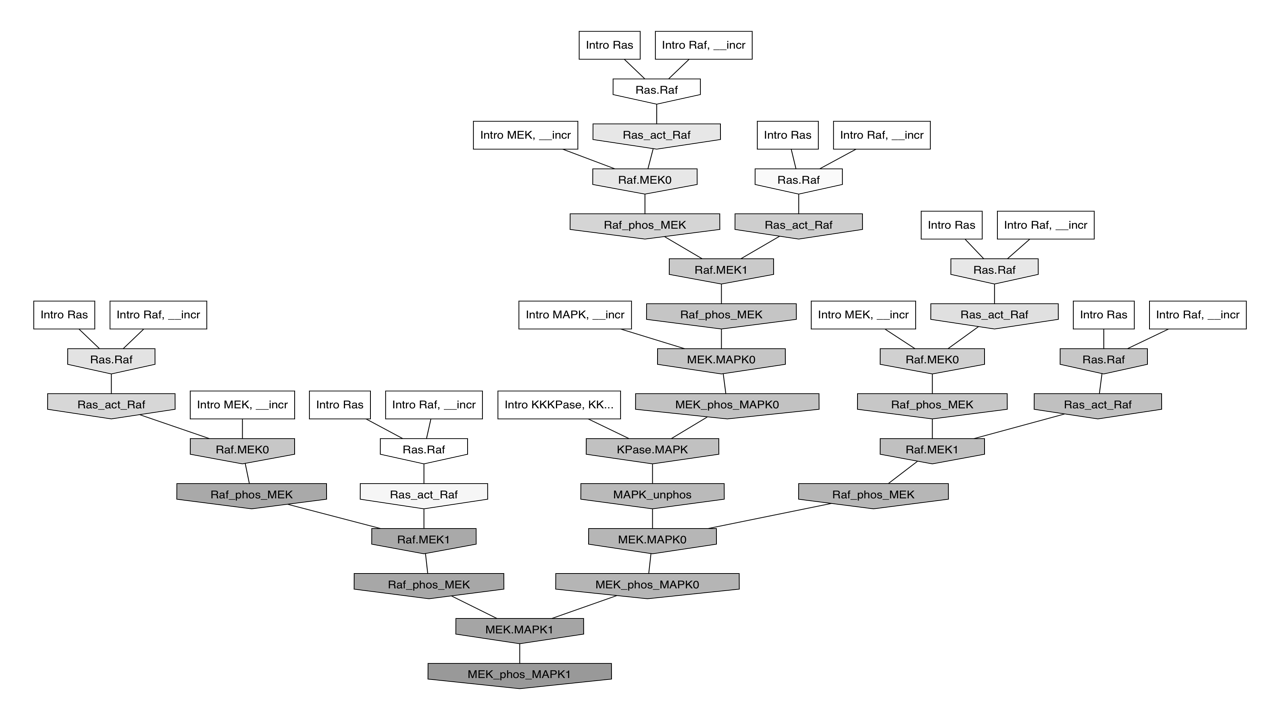 Intro Ras
Intro Raf, __incr
Ras.Raf
Intro MEK, __incr
Ras_act_Raf
Intro Ras
Intro Raf, __incr
Raf.MEK0
Ras.Raf
Raf_phos_MEK
Ras_act_Raf
Intro Ras
Intro Raf, __incr
Raf.MEK1
Ras.Raf
Intro Ras
Intro Raf, __incr
Intro MAPK, __incr
Raf_phos_MEK
Intro MEK, __incr
Ras_act_Raf
Intro Ras
Intro Raf, __incr
Ras.Raf
MEK.MAPK0
Raf.MEK0
Ras.Raf
Ras_act_Raf
Intro MEK, __incr
Intro Ras
Intro Raf, __incr
Intro KKKPase, KK...
MEK_phos_MAPK0
Raf_phos_MEK
Ras_act_Raf
Raf.MEK0
Ras.Raf
KPase.MAPK
Raf.MEK1
Raf_phos_MEK
Ras_act_Raf
MAPK_unphos
Raf_phos_MEK
Raf.MEK1
MEK.MAPK0
Raf_phos_MEK
MEK_phos_MAPK0
MEK.MAPK1
MEK_phos_MAPK1